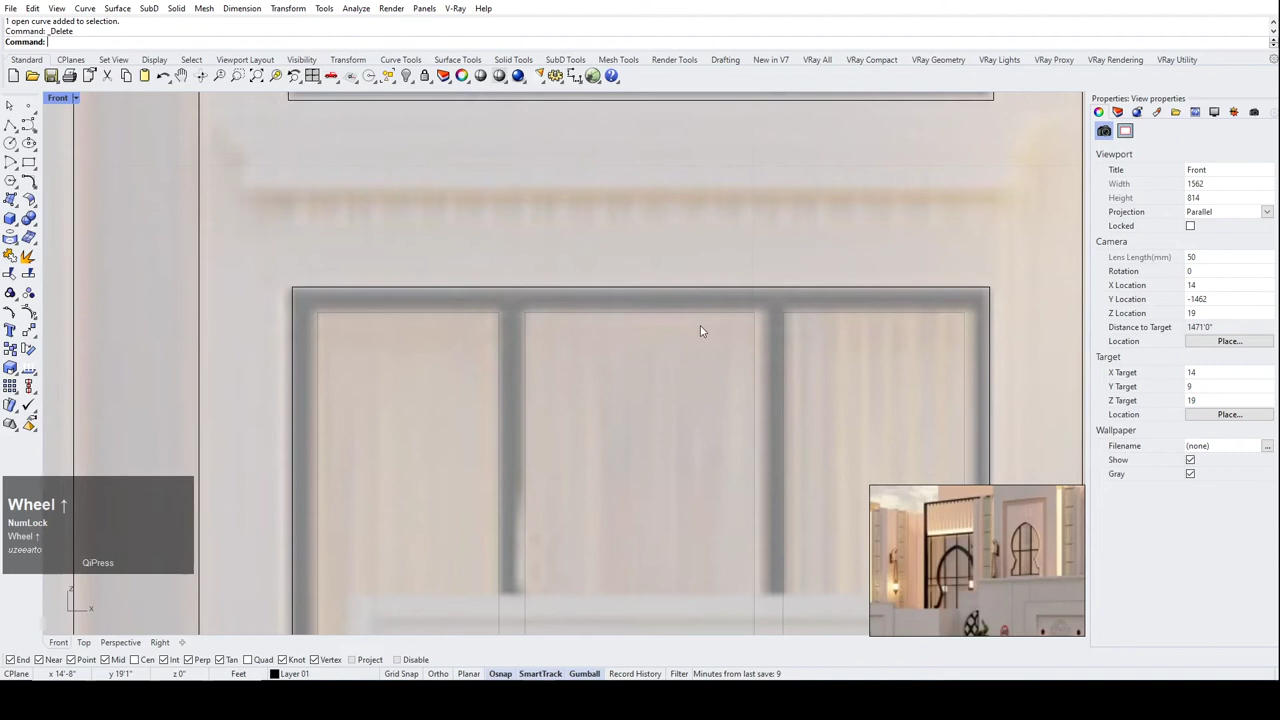 File Edit View Curve Surface SubD Solid Mesh Dimension Transform Tools Analyze Render Panels V-Ray Help
1 open curve added to selection.
Command: _Delete
Command:
Standard CPlanes Set View Display Select Viewport Layout Visibility Transform Curve Tools Surface Tools Solid Tools SubD Tools Mesh Tools Render Tools Drafting New in V7 VRay All VRay Compact VRay Geometry VRay Lights VRay Proxy VRay Rendering VRay Utility
Front
Properties: View properties
Viewport
Title Front
Width 1562
Height 814
Projection Parallel
Locked
Camera
Lens Length(mm) 50
Rotation 0
X Location 14
Y Location -1462
Z Location 19
Distance to Target 1471'0"
Location Place...
Target
X Target 14
Y Target 9
Z Target 19
Location Place...
Wallpaper
Filename (none) ...
Show
Gray
Wheel ↑
NumLock
Wheel ↑
uzeearto
QiPress
z
x
Front Top Perspective Right
End Near Point Mid Cen Int Perp Tan Quad Knot Vertex Project Disable
CPlane x 14'-8" y 19'1" z 0" Feet Layer 01 Grid Snap Ortho Planar Osnap SmartTrack Gumball Record History Filter Minutes from last save: 9